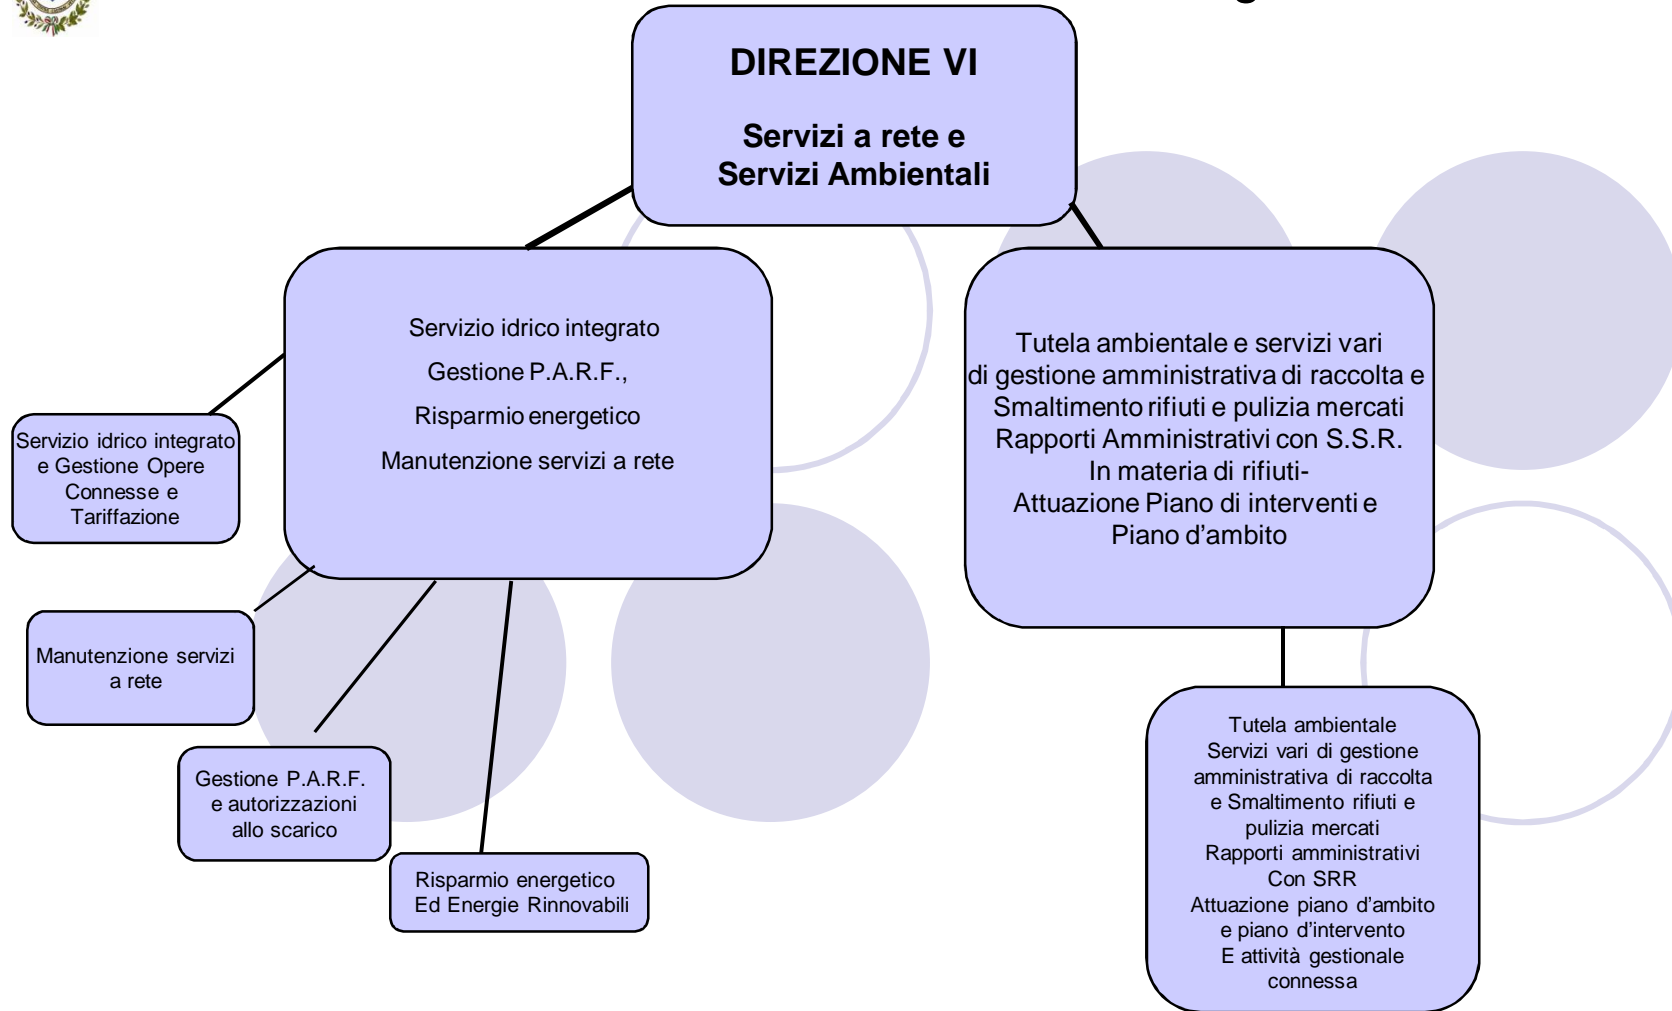 DIREZIONE VI
Servizi a rete e
Servizi Ambientali
Servizio idrico integrato
Gestione P.A.R.F.,
Risparmio energetico
Manutenzione servizi a rete
Tutela ambientale e servizi vari
di gestione amministrativa di raccolta e
Smaltimento rifiuti e pulizia mercati
Rapporti Amministrativi con S.S.R.
In materia di rifiuti-
Attuazione Piano di interventi e
Piano d'ambito
Servizio idrico integrato
e Gestione Opere
Connesse e
Tariffazione
Manutenzione servizi
a rete
Gestione P.A.R.F.
e autorizzazioni
allo scarico
Risparmio energetico
Ed Energie Rinnovabili
Tutela ambientale
Servizi vari di gestione
amministrativa di raccolta
e Smaltimento rifiuti e
pulizia mercati
Rapporti amministrativi
Con SRR
Attuazione piano d'ambito
e piano d'intervento
E attività gestionale
connessa